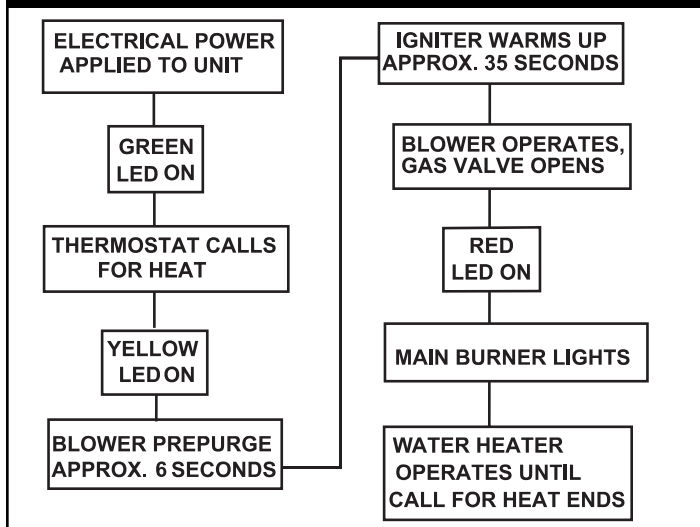 ELECTRICAL POWER
APPLIED TO UNIT
GREEN
LED ON
THERMOSTAT CALLS
FOR HEAT
YELLOW
LED ON
BLOWER PREPURGE
APPROX. 6 SECONDS
IGNITER WARMS UP
APPROX. 35 SECONDS
BLOWER OPERATES,
GAS VALVE OPENS
RED
LED ON
MAIN BURNER LIGHTS
WATER HEATER
OPERATES UNTIL
CALL FOR HEAT ENDS